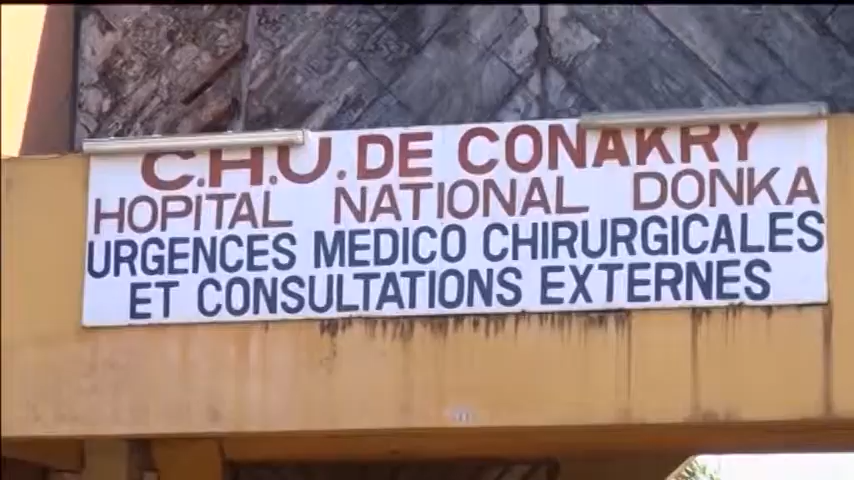 C.H.U. DE CONAKRY
HOPITAL NATIONAL DONKA
URGENCES MEDICO CHIRURGICALES
ET CONSULTATIONS EXTERNES